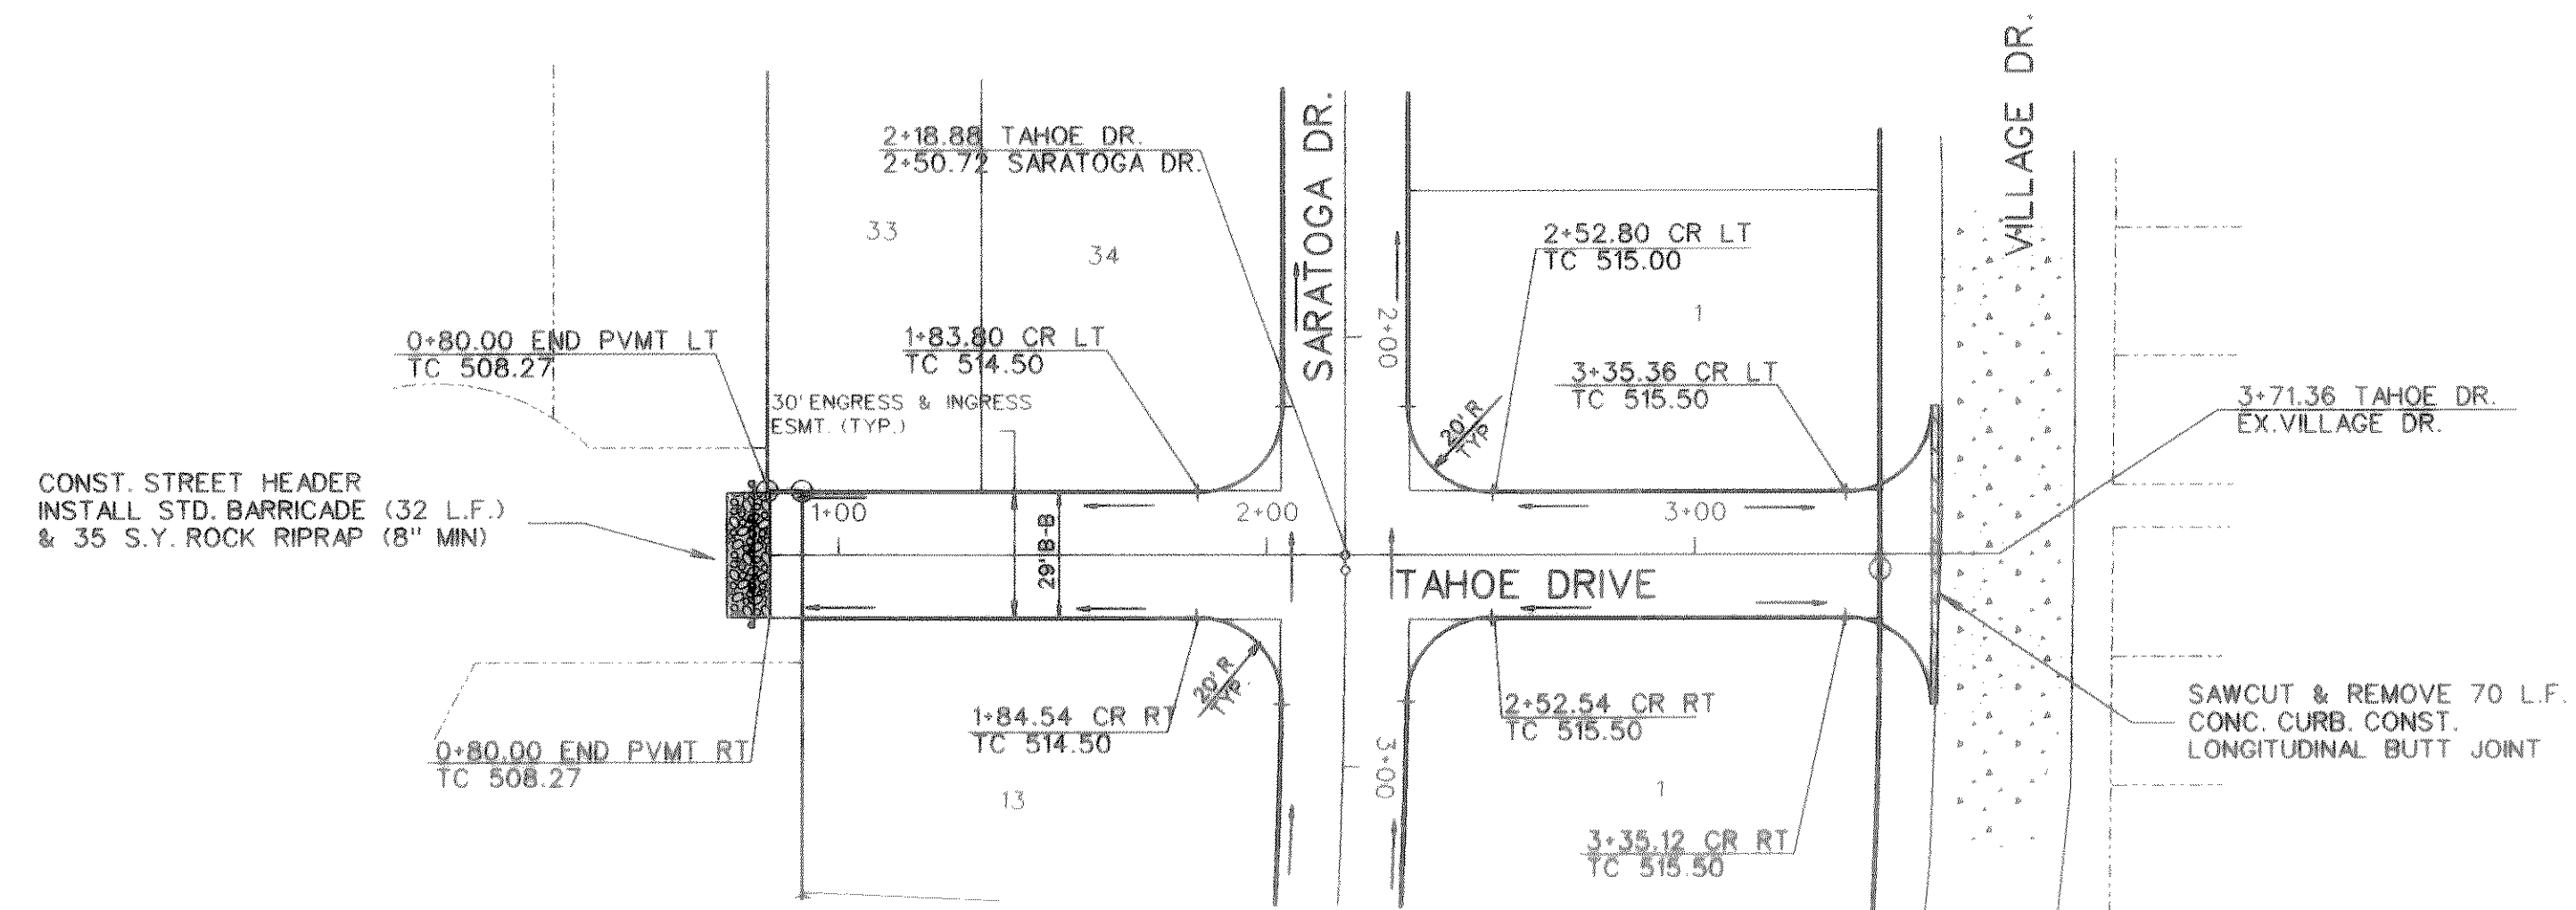 VILLAGE DR.
SARATOGA DR.
2+18.88 TAHOE DR.
2+50.72 SARATOGA DR.
33
34
2+52.80 CR LT
TC 515.00
1
2+00
0+80.00 END PVMT LT
TC 508.27
1+83.80 CR LT
TC 514.50
3+35.36 CR LT
TC 515.50
30' ENGRESS & INGRESS
ESMT. (TYP.)
20' R
TYP
3+71.36 TAHOE DR.
EX.VILLAGE DR.
CONST. STREET HEADER
INSTALL STD. BARRICADE (32 L.F.)
& 35 S.Y. ROCK RIPRAP (8" MIN)
1+00
2+00
3+00
29' B-B
TAHOE DRIVE
20' R
TYP.
1+84.54 CR RT
TC 514.50
2+52.54 CR RT
TC 515.50
SAWCUT & REMOVE 70 L.F.
CONC. CURB. CONST.
LONGITUDINAL BUTT JOINT
0+80.00 END PVMT RT
TC 508.27
3+00
13
1
3+35.12 CR RT
TC 515.50